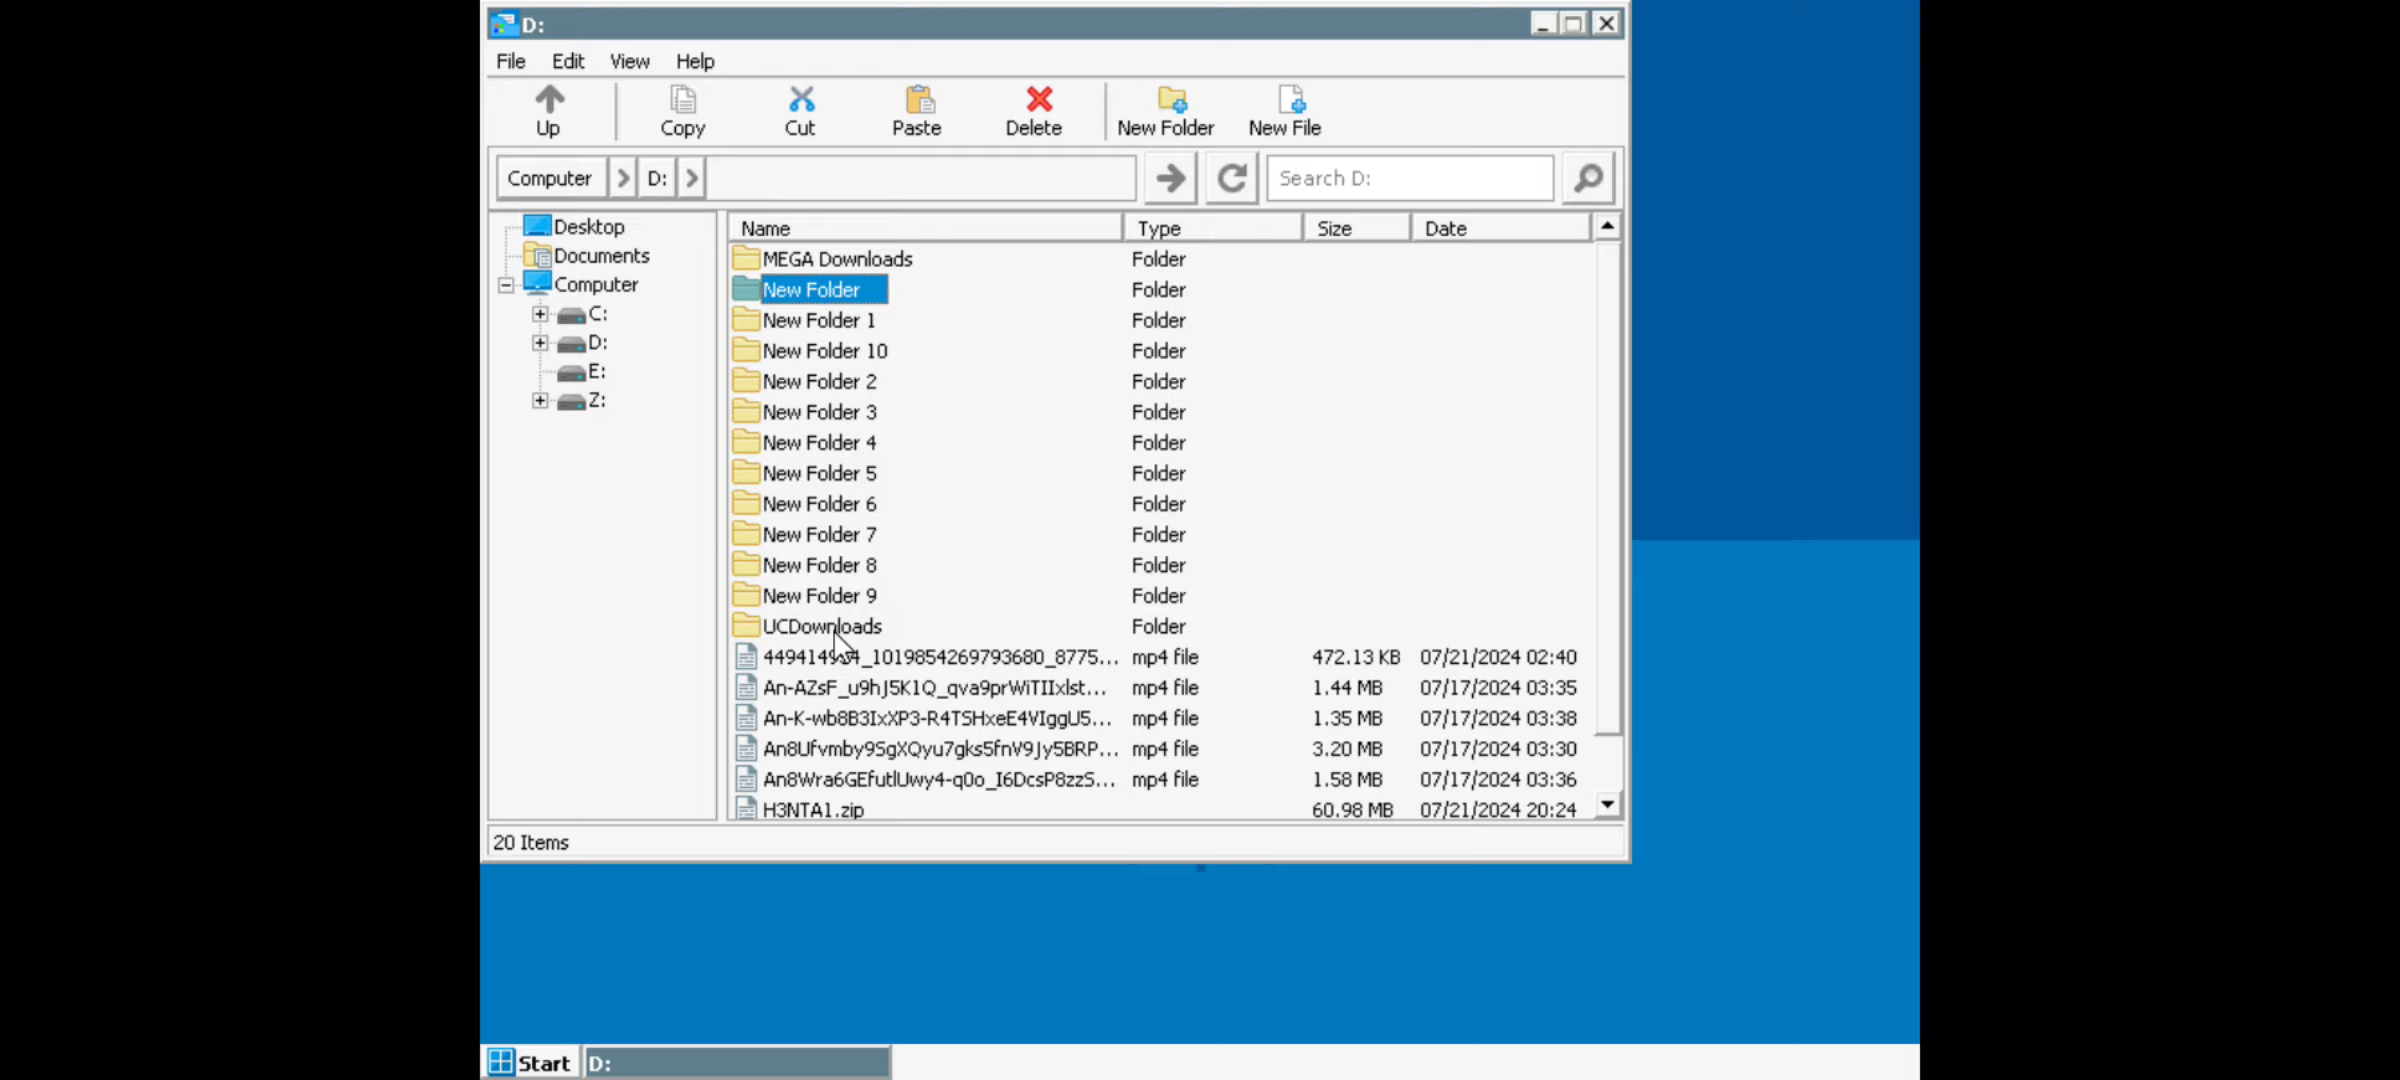 D:
File Edit View Help
Up Copy Cut Paste Delete New Folder New File
Computer D: Search D:
Desktop
Documents
Computer
C:
D:
E:
Z:
Name Type Size Date
MEGA Downloads Folder
New Folder Folder
New Folder 1 Folder
New Folder 10 Folder
New Folder 2 Folder
New Folder 3 Folder
New Folder 4 Folder
New Folder 5 Folder
New Folder 6 Folder
New Folder 7 Folder
New Folder 8 Folder
New Folder 9 Folder
UCDownloads Folder
mp4 file 472.13 KB 07/21/2024 02:40
An-AZsF_u9hJ5K1Q_qva9prWiTIIxlst... mp4 file 1.44 MB 07/17/2024 03:35
An-K-wb8B3IxXP3-R4TSHxeE4VIggU5... mp4 file 1.35 MB 07/17/2024 03:38
An8Ufvmby9SgXQyu7gks5fnV9Jy5BRP... mp4 file 3.20 MB 07/17/2024 03:30
An8Wra6GEfutlUwy4-q0o_I6DcsP8zzS... mp4 file 1.58 MB 07/17/2024 03:36
H3NTA1.zip 60.98 MB 07/21/2024 20:24
20 Items
Start D: